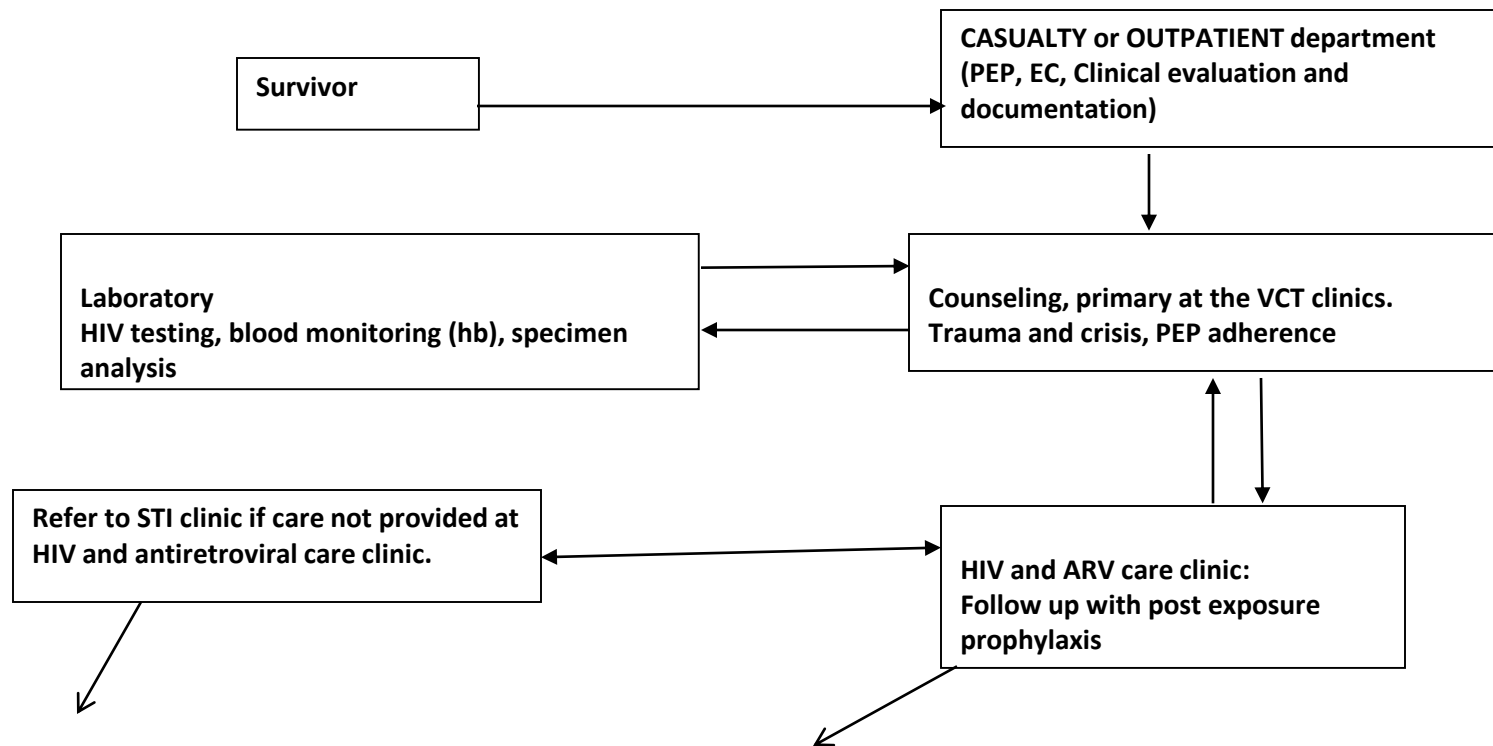 CASUALTY or OUTPATIENT department
(PEP, EC, Clinical evaluation and
documentation)
Survivor
Laboratory
HIV testing, blood monitoring (hb), specimen
analysis
Counseling, primary at the VCT clinics.
Trauma and crisis, PEP adherence
Refer to STI clinic if care not provided at
HIV and antiretroviral care clinic.
HIV and ARV care clinic:
Follow up with post exposure
prophylaxis